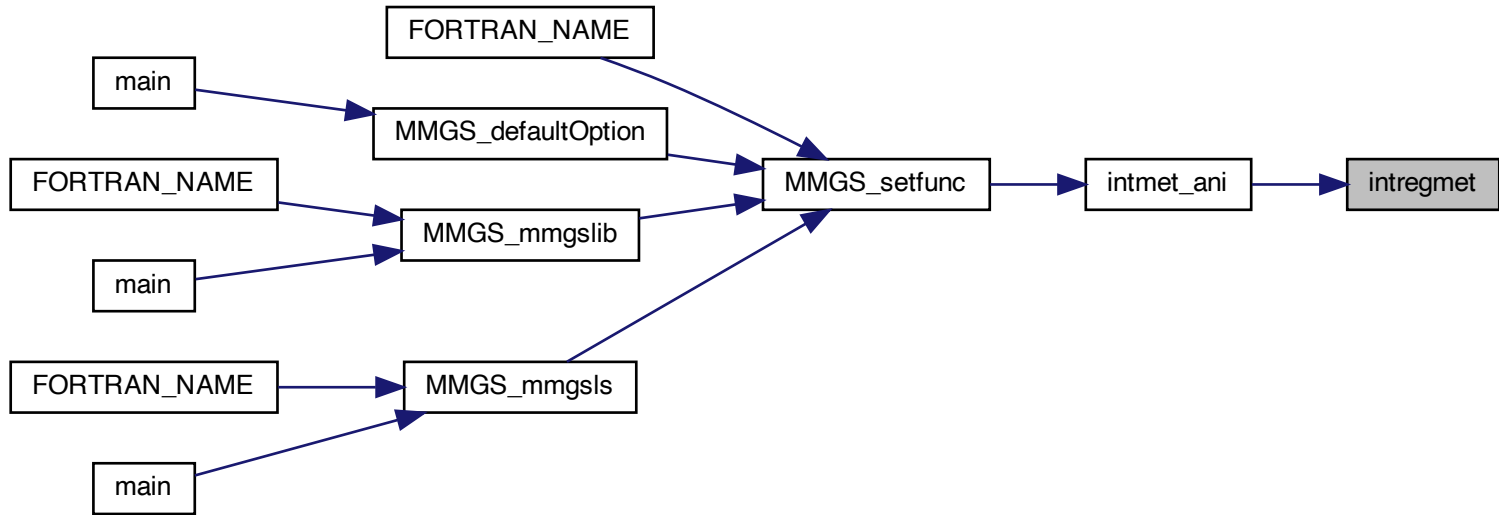 FORTRAN_NAME
main
MMGS_defaultOption
FORTRAN_NAME
MMGS_setfunc
intmet_ani
intregmet
MMGS_mmgslib
main
FORTRAN_NAME
MMGS_mmgsls
main